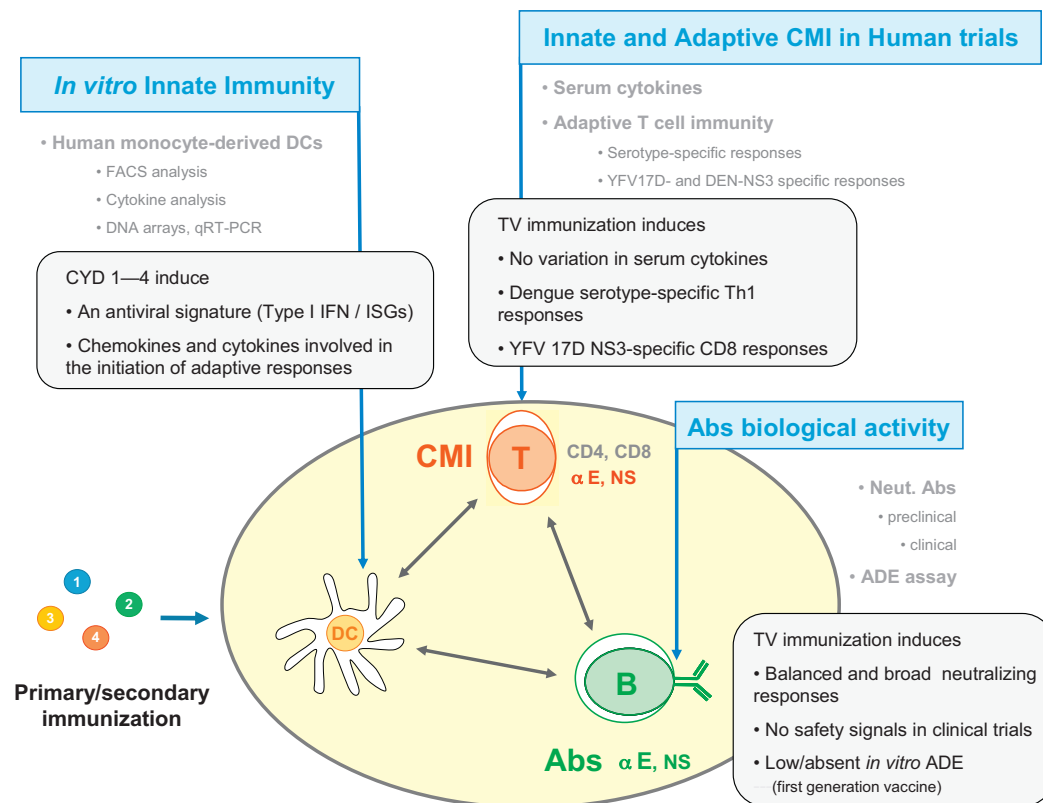 Innate and Adaptive CMI in Human trials
• Serum cytokines
• Adaptive T cell immunity
• Serotype-specific responses
• YFV17D- and DEN-NS3 specific responses
In vitro Innate Immunity
• Human monocyte-derived DCs
• FACS analysis
• Cytokine analysis
• DNA arrays, qRT-PCR
CYD 1—4 induce
• An antiviral signature (Type I IFN / ISGs)
• Chemokines and cytokines involved in
the initiation of adaptive responses
TV immunization induces
• No variation in serum cytokines
• Dengue serotype-specific Th1
responses
• YFV 17D NS3-specific CD8 responses
Abs biological activity
• Neut. Abs
• preclinical
• clinical
• ADE assay
CMI
T
CD4, CD8
α E, NS
1
2
3
4
Primary/secondary
immunization
DC
B
Abs α E, NS
TV immunization induces
• Balanced and broad neutralizing
responses
• No safety signals in clinical trials
• Low/absent in vitro ADE
(first generation vaccine)